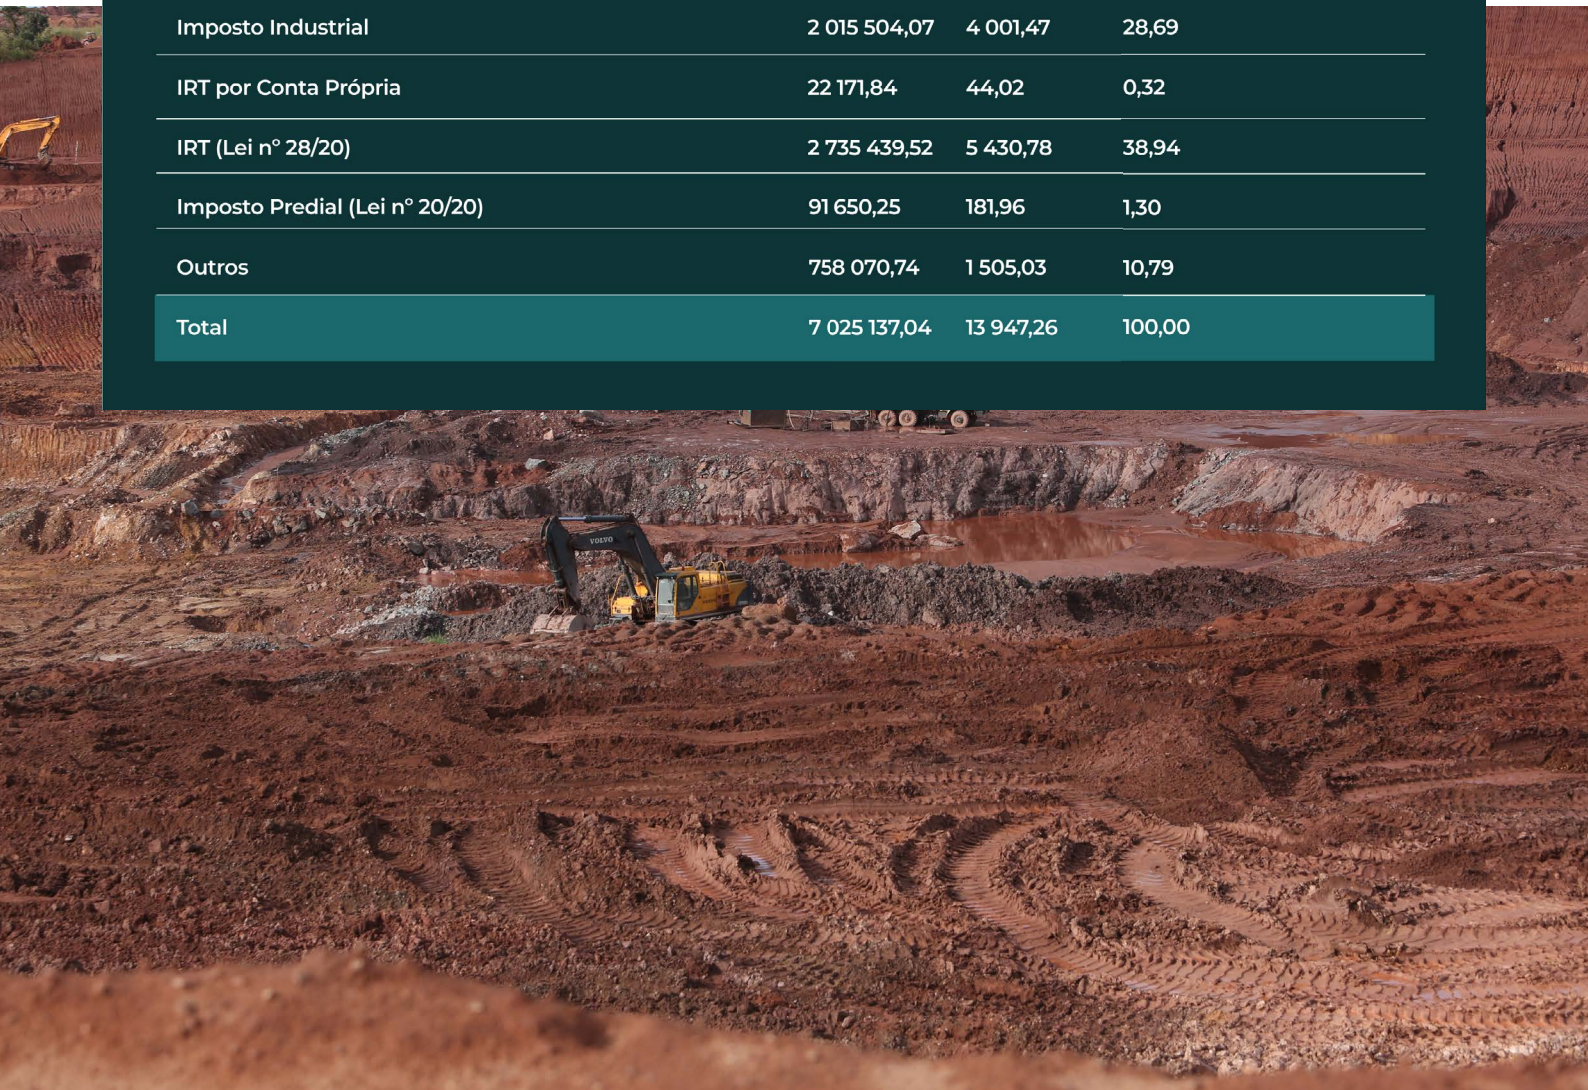 Imposto Industrial 2 015 504,07 4 001,47 28,69
IRT por Conta Própria 22 171,84 44,02 0,32
IRT (Lei nº 28/20) 2 735 439,52 5 430,78 38,94
Imposto Predial (Lei nº 20/20) 91 650,25 181,96 1,30
Outros 758 070,74 1 505,03 10,79
Total 7 025 137,04 13 947,26 100,00
VOLVO